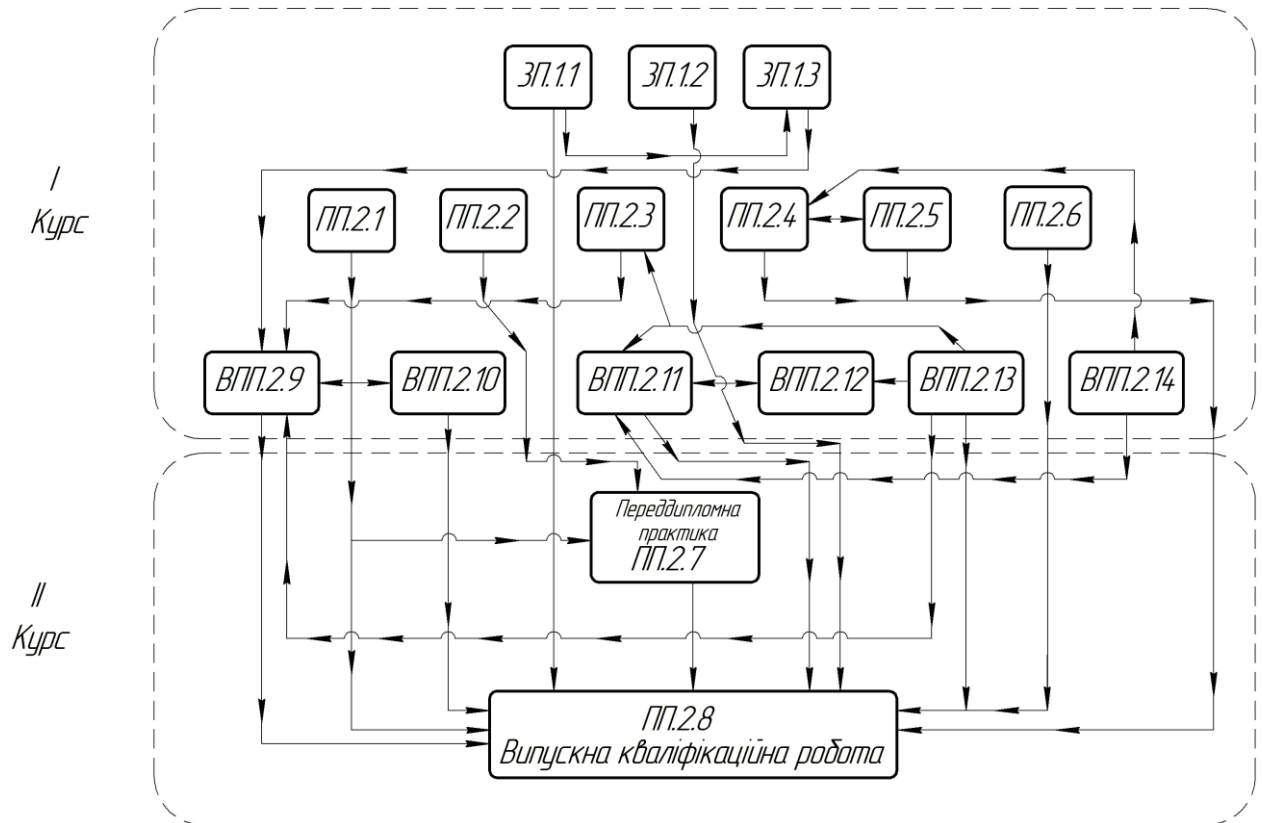 ЗП.1.1
ЗП.1.2
ЗП.1.3
I
Курс
ПП.2.1
ПП.2.2
ПП.2.3
ПП.2.4
ПП.2.5
ПП.2.6
ВПП.2.9
ВПП.2.10
ВПП.2.11
ВПП.2.12
ВПП.2.13
ВПП.2.14
II
Курс
Переддипломна
практика
ПП.2.7
ПП.2.8
Випускна кваліфікаційна робота